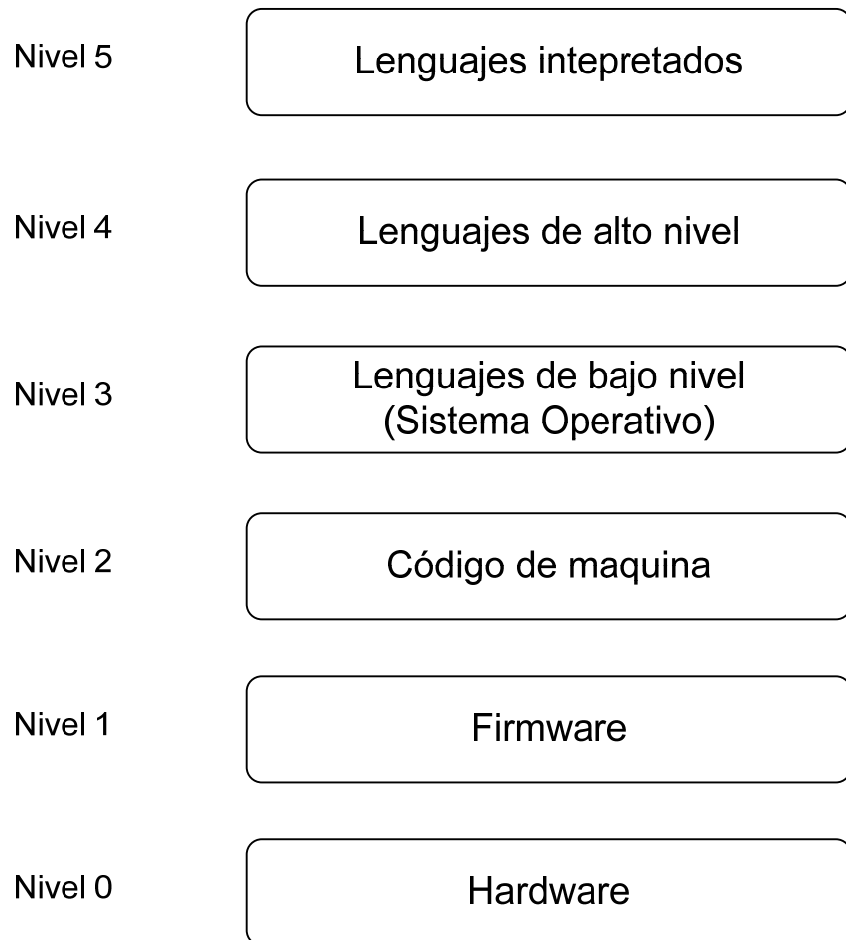 Nivel 5
Lenguajes intepretados
Nivel 4
Lenguajes de alto nivel
Nivel 3
Lenguajes de bajo nivel
(Sistema Operativo)
Nivel 2
Código de maquina
Nivel 1
Firmware
Nivel 0
Hardware